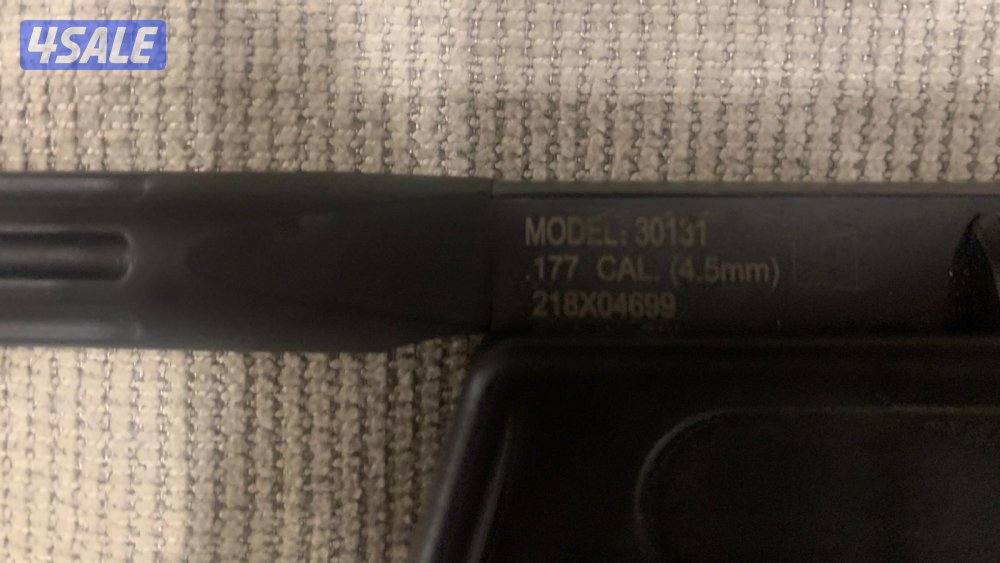 4SALE
MODEL: 30131
.177 CAL. (4.5mm)
218X04699